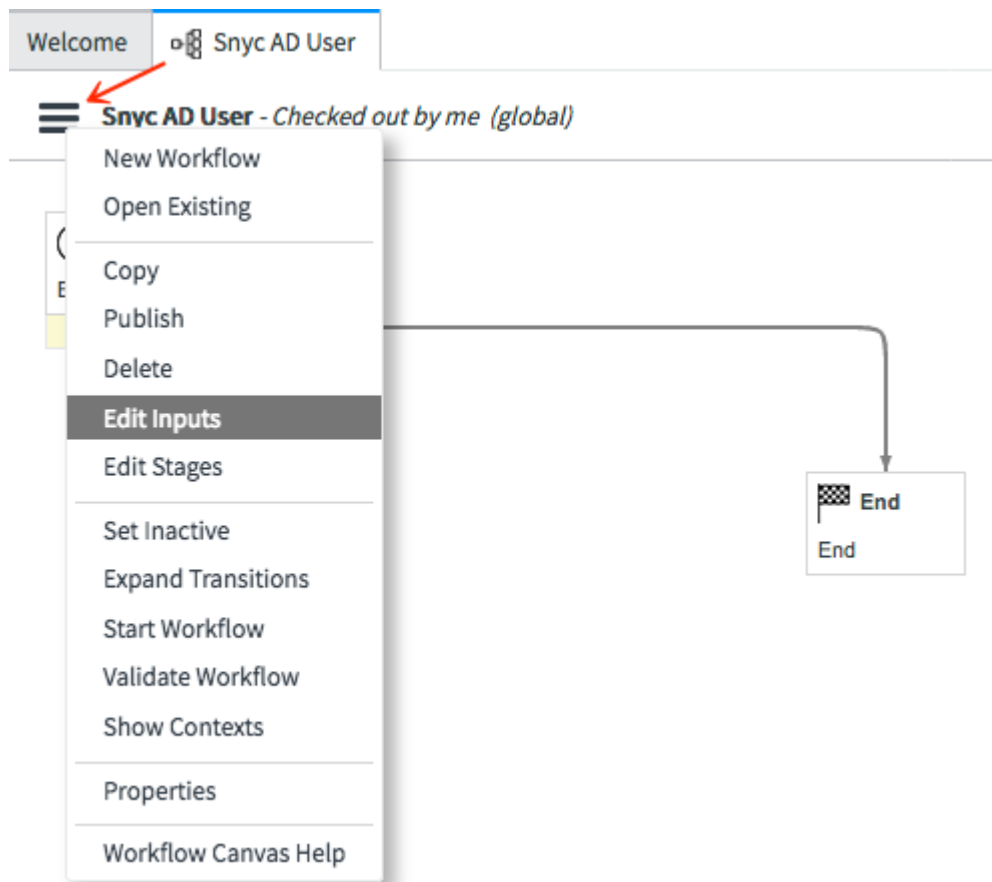 Welcome
Snyc AD User
Snyc AD User - Checked out by me (global)
New Workflow
Open Existing
Copy
Publish
Delete
Edit Inputs
Edit Stages
Set Inactive
Expand Transitions
Start Workflow
Validate Workflow
Show Contexts
Properties
Workflow Canvas Help
End
End